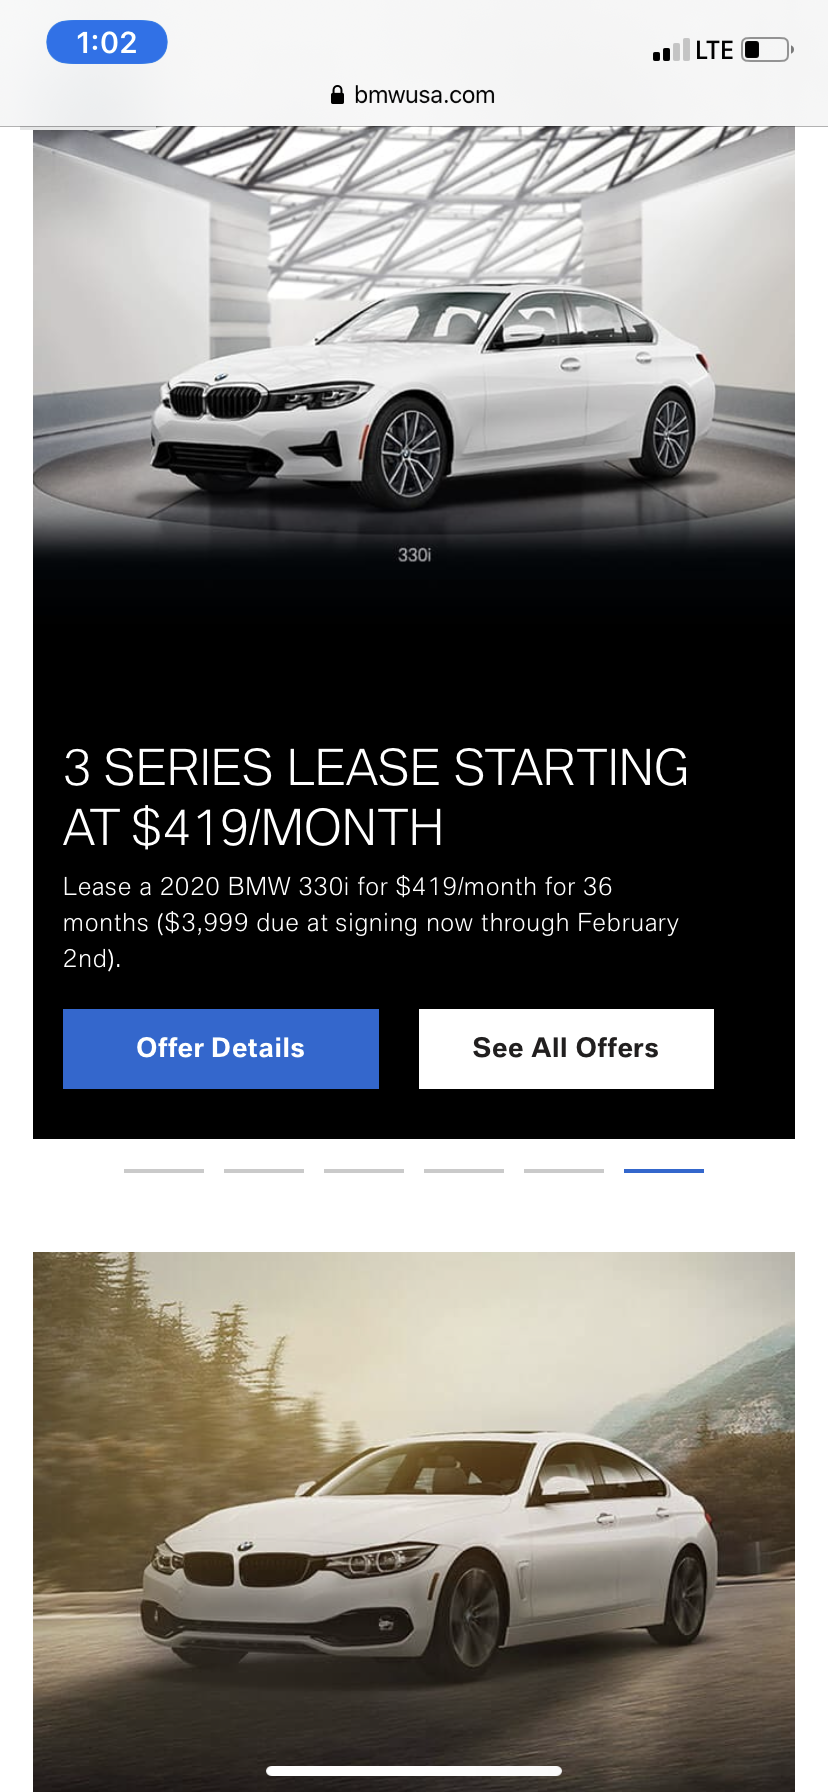 1:02
LTE
bmwusa.com
330i
3 SERIES LEASE STARTING
AT $419/MONTH
Lease a 2020 BMW 330i for $419/month for 36
months ($3,999 due at signing now through February
2nd).
Offer Details
See All Offers